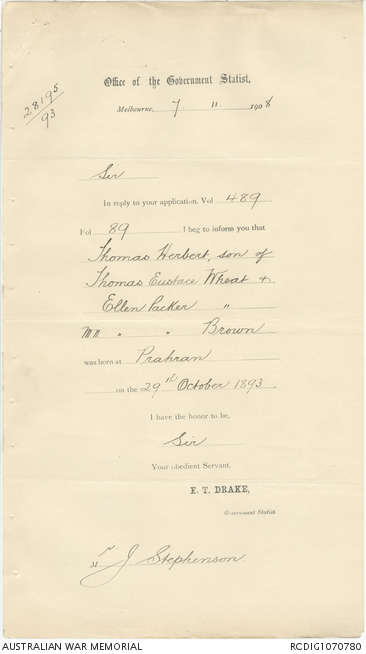 Office of the Government Statist,
28195
93
Melbourne, 7 11 1908
Sir
In reply to your application, Vol 489
Fol 89 I beg to inform you that
Thomas Herbert, son of
Thomas Eustace Wheat &
Ellen Packer "
MN " " Brown
was born at Prahran
on the 29th October 1893
I have the honor to be,
Sir
Your obedient Servant,
F. T. DRAKE,
Government Statist
Mr J Stephenson
AUSTRALIAN WAR MEMORIAL RCDIG1070780